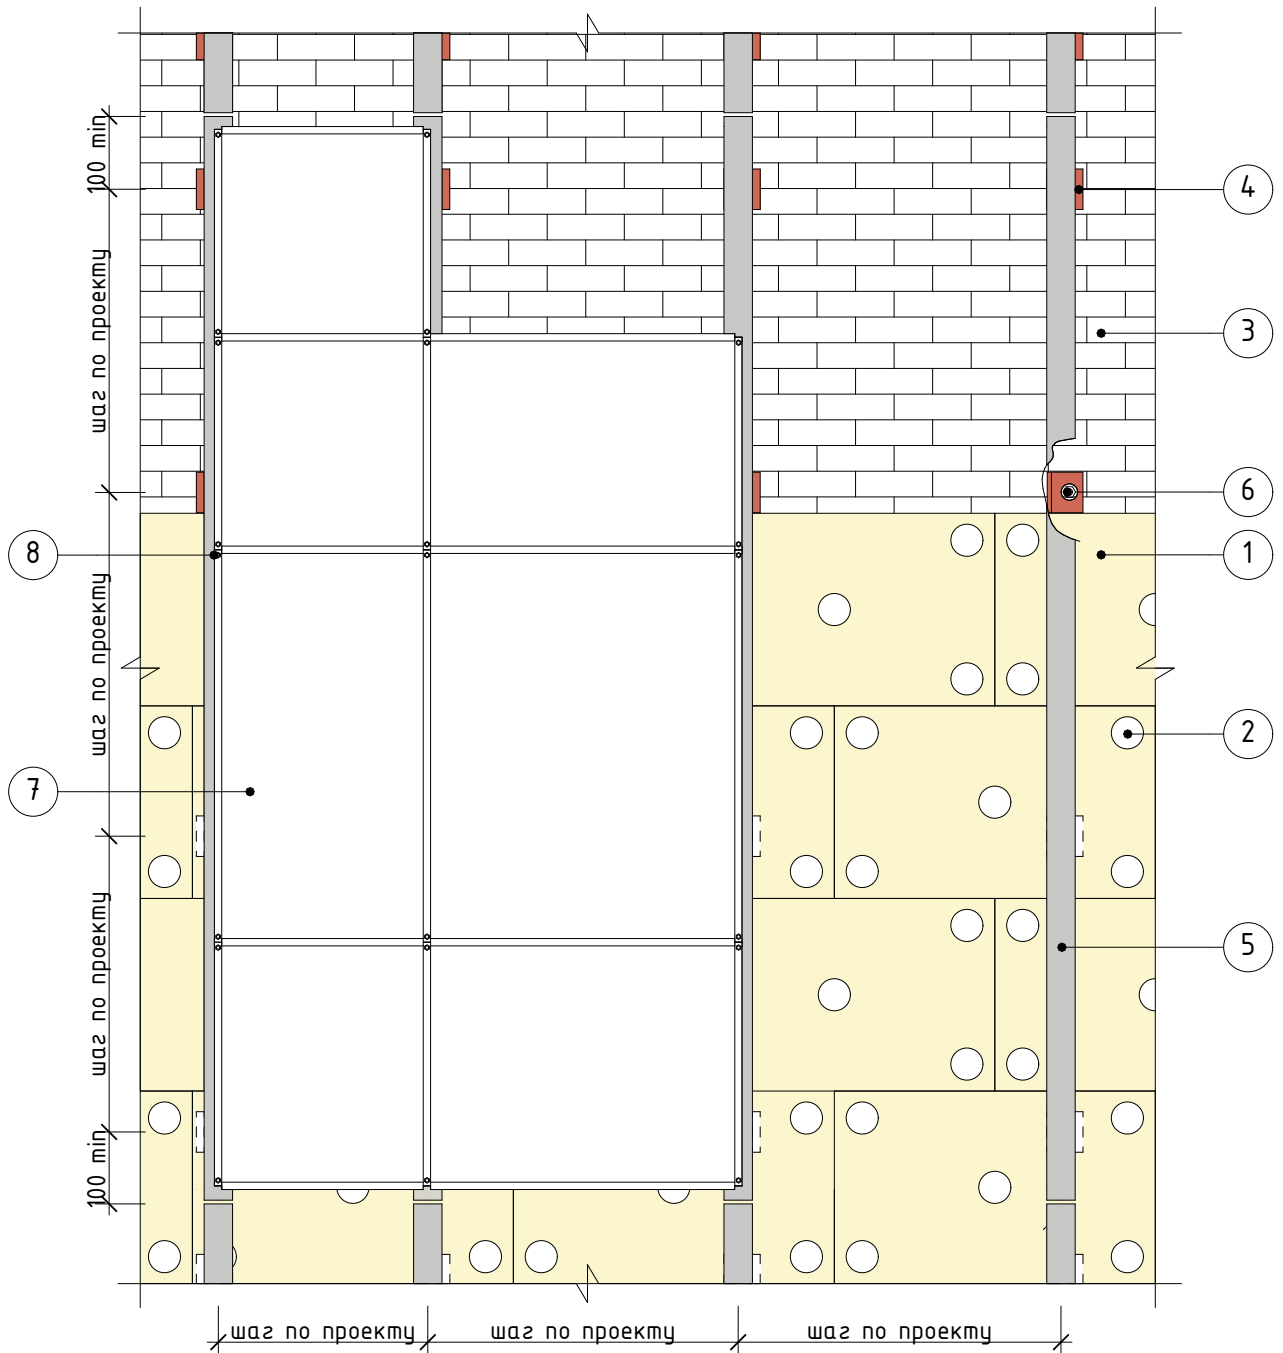 100 min
шаг по проекту
шаг по проекту
шаг по проекту
100 min
4
3
6
1
2
5
8
7
шаг по проекту
шаг по проекту
шаг по проекту